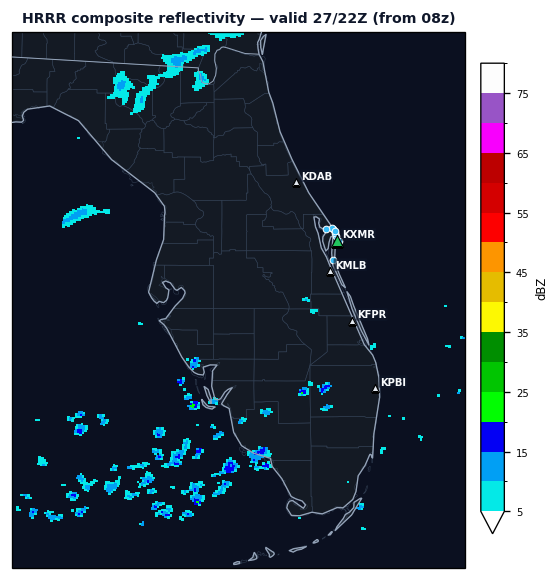 HRRR composite reflectivity — valid 27/22Z (from 08z)
KDAB
KXMR
KMLB
KFPR
KPBI
75
65
55
45
35
25
15
5
dBZ